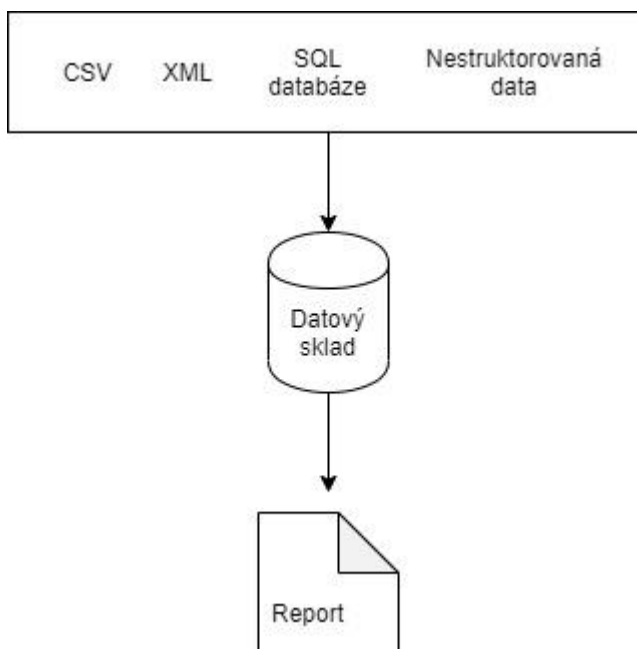 CSV
XML
SQL
databáze
Nestruktorovaná
data
Datový
sklad
Report